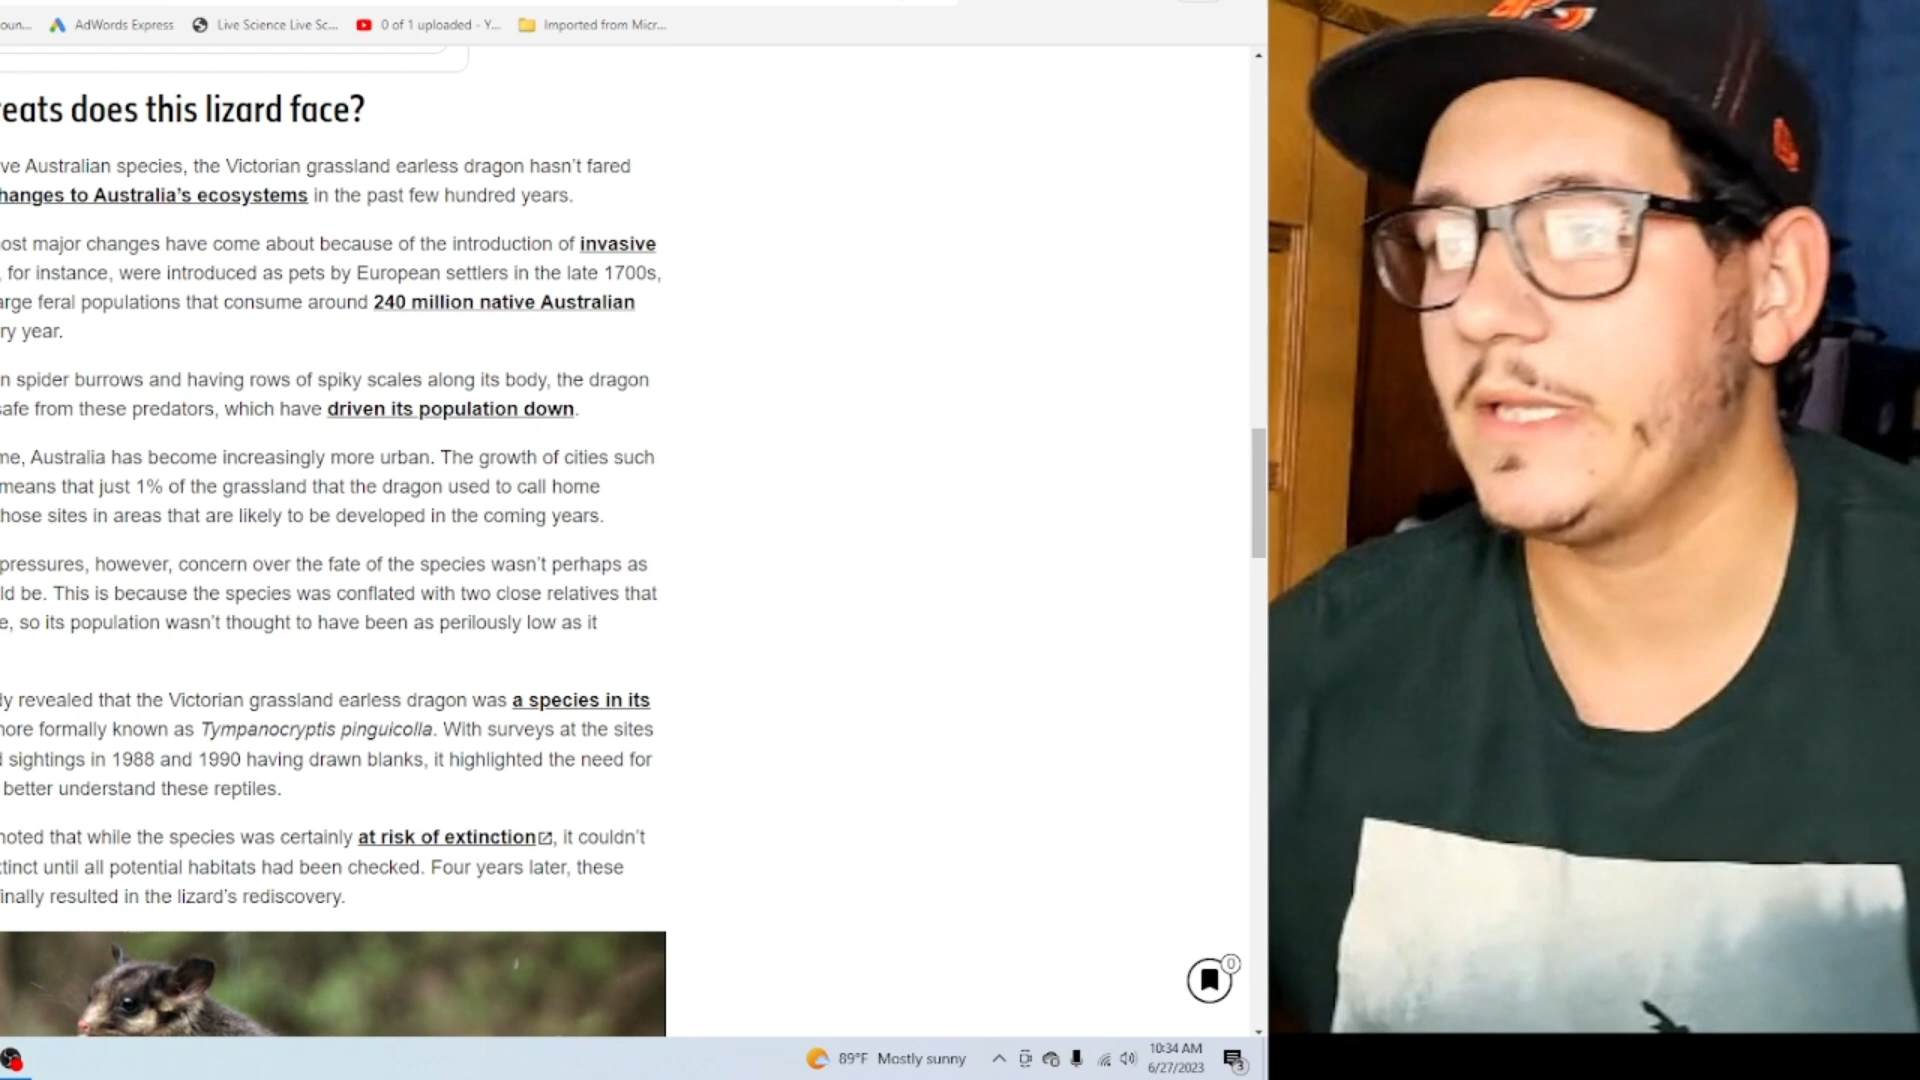 oun...
AdWords Express
Live Science Live Sc...
0 of 1 uploaded - Y...
Imported from Micr...
reats does this lizard face?
ve Australian species, the Victorian grassland earless dragon hasn't fared
hanges to Australia's ecosystems in the past few hundred years.
ost major changes have come about because of the introduction of invasive
, for instance, were introduced as pets by European settlers in the late 1700s,
arge feral populations that consume around 240 million native Australian
ry year.
n spider burrows and having rows of spiky scales along its body, the dragon
safe from these predators, which have driven its population down.
me, Australia has become increasingly more urban. The growth of cities such
means that just 1% of the grassland that the dragon used to call home
hose sites in areas that are likely to be developed in the coming years.
pressures, however, concern over the fate of the species wasn't perhaps as
ld be. This is because the species was conflated with two close relatives that
e, so its population wasn't thought to have been as perilously low as it
dy revealed that the Victorian grassland earless dragon was a species in its
more formally known as Tympanocryptis pinguicolla. With surveys at the sites
d sightings in 1988 and 1990 having drawn blanks, it highlighted the need for
better understand these reptiles.
noted that while the species was certainly at risk of extinction, it couldn't
tinct until all potential habitats had been checked. Four years later, these
inally resulted in the lizard's rediscovery.
0
89°F Mostly sunny
10:34 AM
6/27/2023
3